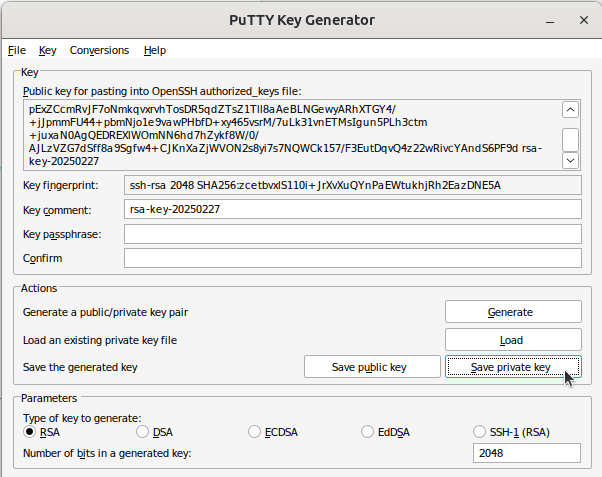 PuTTY Key Generator
File Key Conversions Help
Key
Public key for pasting into OpenSSH authorized_keys file:
pExZCcmRvJF7oNmkqvxrvhTosDR5qdZTsZ1TlI8aAeBLNGewyARhXTGY4/
+jJpmmFU44+pbmNjo1e9vawPHbfD+xy465vsrM/7uLk31vnETMsIgun5PLh3ctm
+juxaN0AgQEDREXlWOmNN6hd7hZykf8W/0/
AJLzVZG7dSff8a9Sgfw4+CJKnXaZjWVON2s8yi7s7NQWCk157/F3EutDqvQ4z22wRivcYAndS6PF9d rsa-
key-20250227
Key fingerprint: ssh-rsa 2048 SHA256:zcetbvxlS110i+JrXvXuQYnPaEWtukhjRh2EazDNE5A
Key comment: rsa-key-20250227
Key passphrase:
Confirm
Actions
Generate a public/private key pair Generate
Load an existing private key file Load
Save the generated key Save public key Save private key
Parameters
Type of key to generate:
RSA DSA ECDSA EdDSA SSH-1 (RSA)
Number of bits in a generated key: 2048